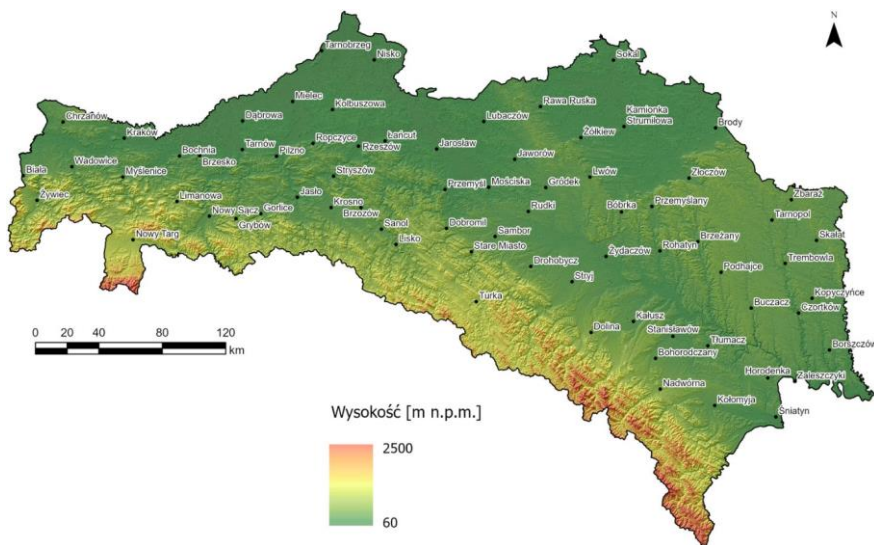 N
Tarnobrzeg
Nisko
Sokal
Mielec
Kolbuszowa
Rawa Ruska
Kamionka
Strumiłowa
Chrzanów
Kraków
Dąbrowa
Lubaczów
Żółkiew
Brody
Bochnia
Brzesko
Tarnów
Pilzno
Ropczyce
Rzeszów
Łańcut
Jarosław
Jaworów
Biała
Wadowice
Myślenice
Stryszów
Przemyśl
Mościska
Gródek
Lwów
Złoczów
Żywiec
Limanowa
Nowy Sącz
Grybów
Gorlice
Jasło
Krosno
Brzozów
Rudki
Bóbrka
Przemyślany
Zbaraż
Tarnopol
Nowy Targ
Sanol
Lisko
Dobromil
Sambor
Stare Miasto
Żydaczów
Rohatyn
Brzeżany
Skałat
Trembowla
Drohobycz
Stryj
Podhajce
Turka
Kopyczyńce
Buczacz
Czortków
Dolina
Kałusz
Stanisławów
Tłumacz
Borszczów
Bohorodczany
Nadwórna
Horodenka
Zaleszczyki
Kołomyja
Śniatyn
0 20 40 80 120
km
Wysokość [m n.p.m.]
2500
60